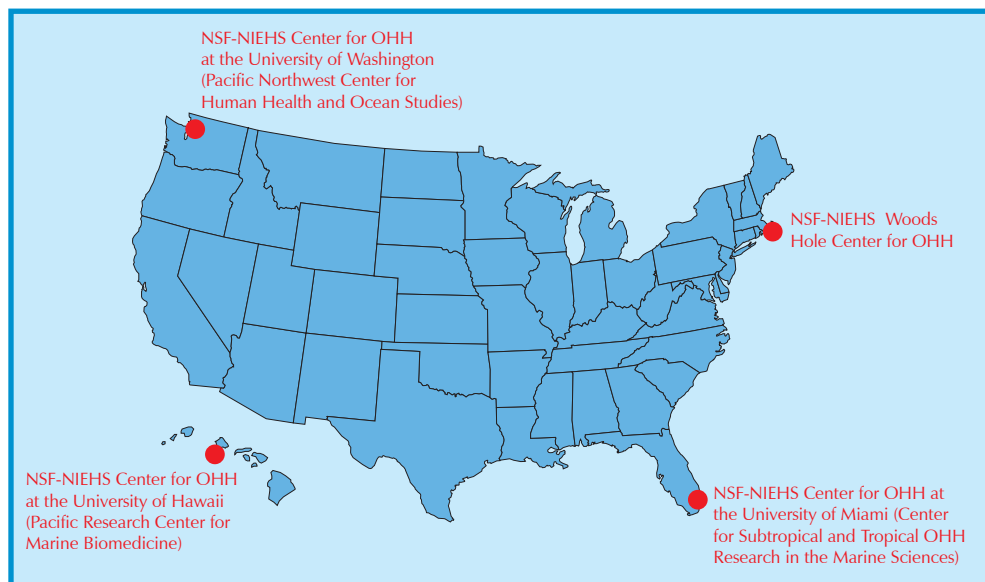 NSF-NIEHS Center for OHH
at the University of Washington
(Pacific Northwest Center for
Human Health and Ocean Studies)
NSF-NIEHS Woods
Hole Center for OHH
NSF-NIEHS Center for OHH
at the University of Hawaii
(Pacific Research Center for
Marine Biomedicine)
NSF-NIEHS Center for OHH at
the University of Miami (Center
for Subtropical and Tropical OHH
Research in the Marine Sciences)